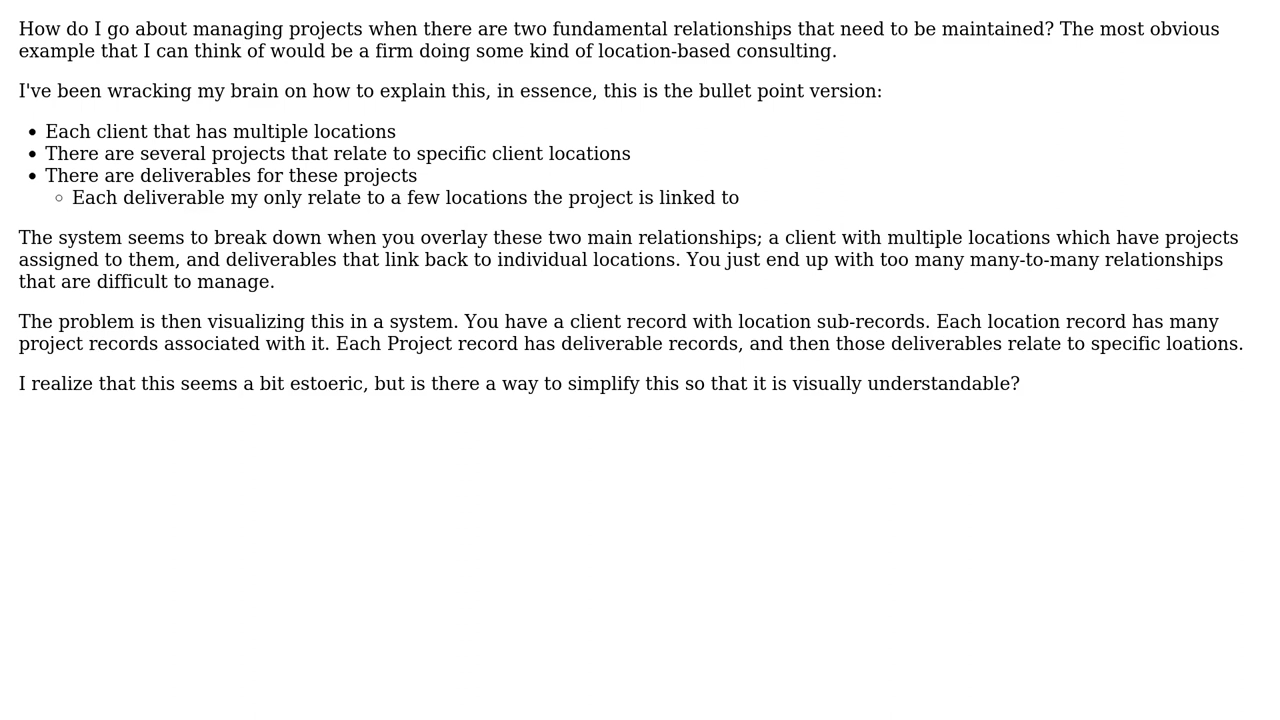 How do I go about managing projects when there are two fundamental relationships that need to be maintained? The most obvious
example that I can think of would be a firm doing some kind of location-based consulting.
I've been wracking my brain on how to explain this, in essence, this is the bullet point version:
• Each client that has multiple locations
• There are several projects that relate to specific client locations
• There are deliverables for these projects
◦ Each deliverable my only relate to a few locations the project is linked to
The system seems to break down when you overlay these two main relationships; a client with multiple locations which have projects
assigned to them, and deliverables that link back to individual locations. You just end up with too many many-to-many relationships
that are difficult to manage.
The problem is then visualizing this in a system. You have a client record with location sub-records. Each location record has many
project records associated with it. Each Project record has deliverable records, and then those deliverables relate to specific loations.
I realize that this seems a bit estoeric, but is there a way to simplify this so that it is visually understandable?